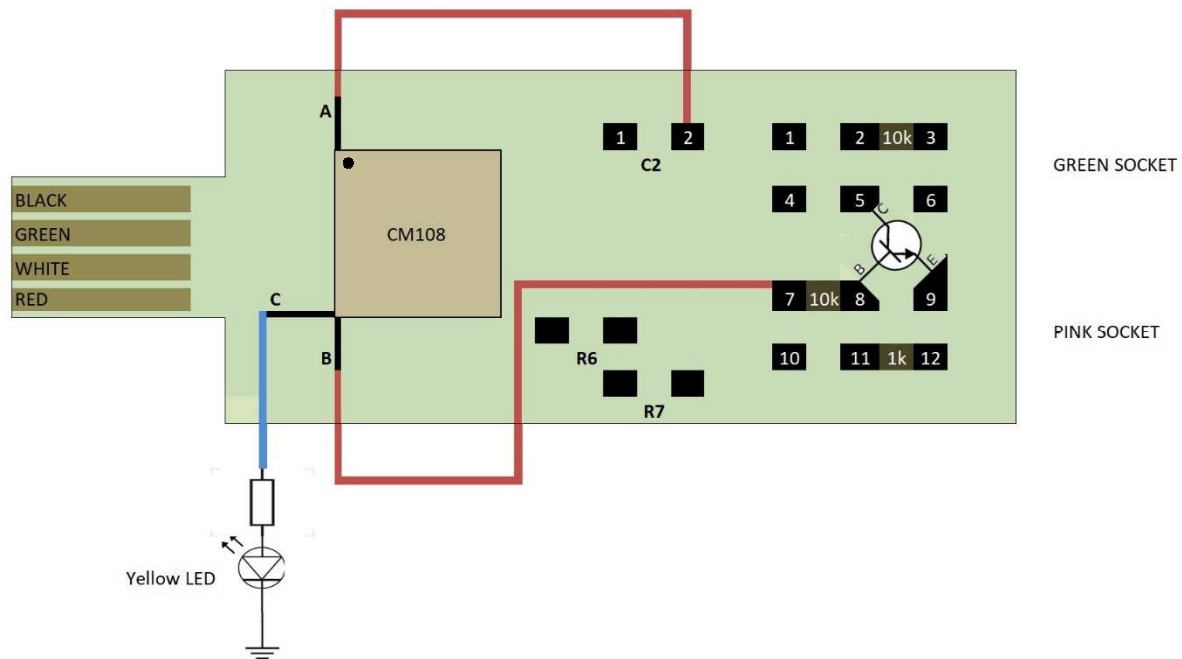 A
1 2 1 2 10k 3
C2
GREEN SOCKET
BLACK
GREEN
WHITE
RED
CM108
4 5 6
C
B E
C
7 10k 8 9
B
R6
PINK SOCKET
10 11 1k 12
R7
Yellow LED